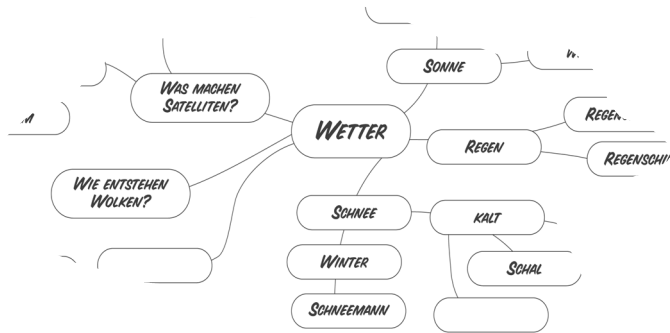 Sonne
Was machen
Satelliten?
Wetter
Regen
Wie entstehen
Wolken?
Schnee
kalt
Winter
Schal
Schneemann